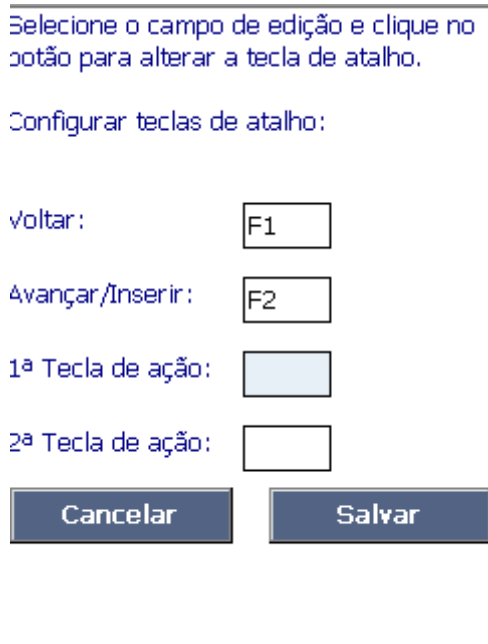 Selecione o campo de edição e clique no
botão para alterar a tecla de atalho.
Configurar teclas de atalho:
Voltar: F1
Avançar/Inserir: F2
1ª Tecla de ação:
2ª Tecla de ação:
Cancelar Salvar